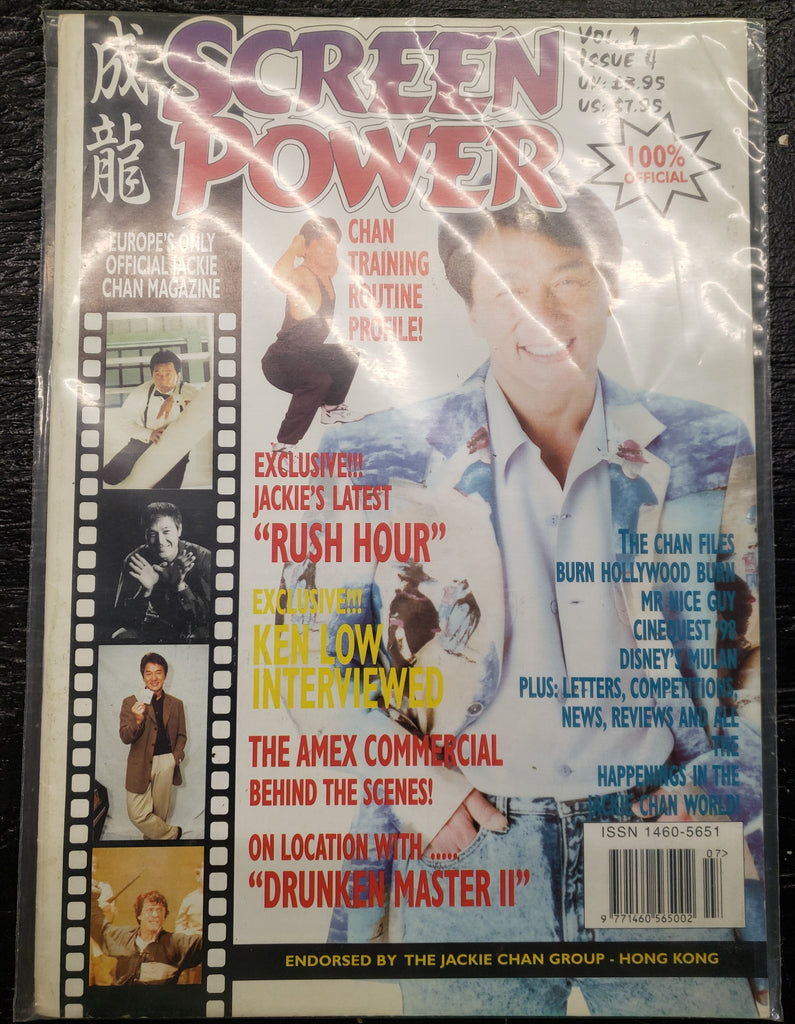 成龍
SCREEN
POWER
VOL. 1
ISSUE 4
UK: £3.95
US: $7.95
100%
OFFICIAL
EUROPE'S ONLY
OFFICIAL JACKIE
CHAN MAGAZINE
CHAN
TRAINING
ROUTINE
PROFILE!
EXCLUSIVE!!!
JACKIE'S LATEST
"RUSH HOUR"
EXCLUSIVE!!!
KEN LOW
INTERVIEWED
THE AMEX COMMERCIAL
BEHIND THE SCENES!
ON LOCATION WITH .....
"DRUNKEN MASTER II"
THE CHAN FILES
BURN HOLLYWOOD BURN
MR NICE GUY
CINEQUEST '98
DISNEY'S MULAN
PLUS: LETTERS, COMPETITIONS,
NEWS, REVIEWS AND ALL
THE
HAPPENINGS IN THE
JACKIE CHAN WORLD!
ISSN 1460-5651
07>
9 771460 565002
ENDORSED BY THE JACKIE CHAN GROUP - HONG KONG